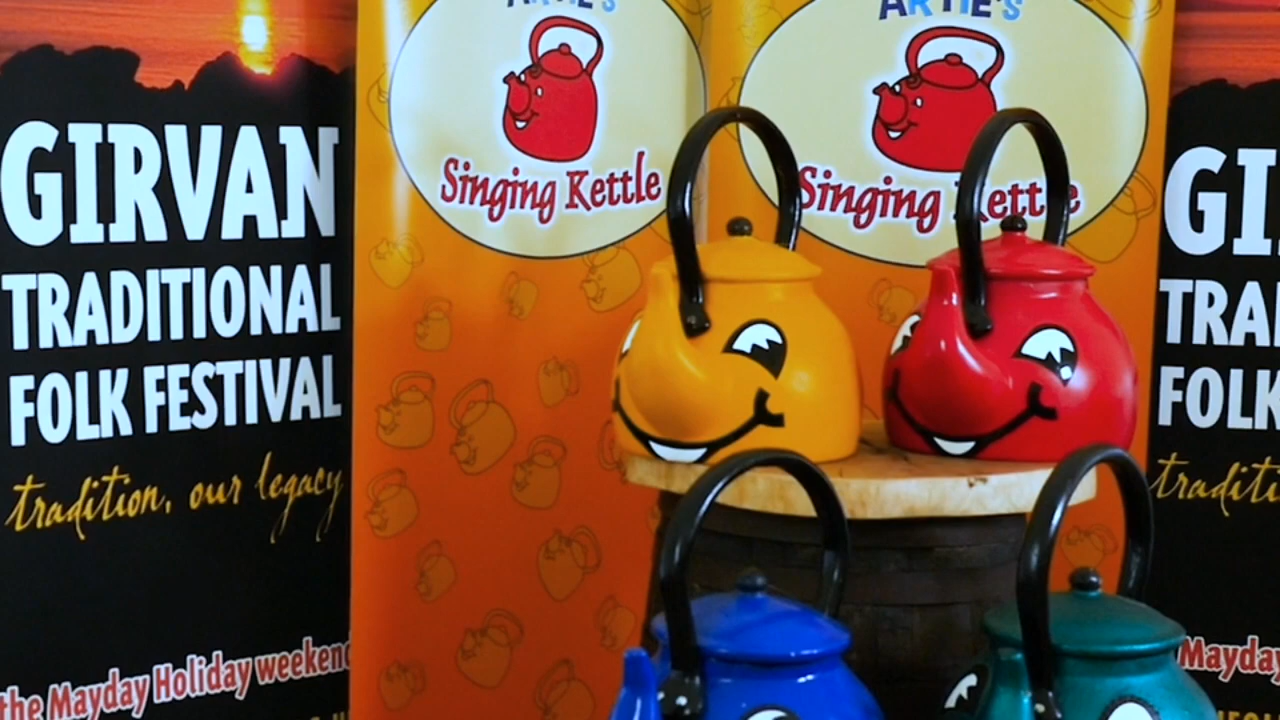 GIRVAN
TRADITIONAL
FOLK FESTIVAL
tradition, our legacy
the Mayday Holiday weekend
ARTIE'S
Singing Kettle
ARTIE'S
Singing Kettle
GI
TRA
FOLK
traditi
Mayday